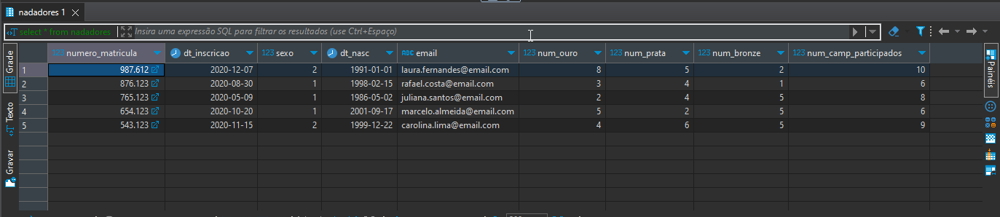 nadadores 1
select * from nadadores Insira uma expressão SQL para filtrar os resultados (use Ctrl+Espaço)
Grade
Texto
Gravar
numero_matricula dt_inscricao 123 sexo dt_nasc ABC email 123 num_ouro 123 num_prata 123 num_bronze 123 num_camp_participados
1 987.612 2020-12-07 2 1991-01-01 laura.fernandes@email.com 8 5 2 10
2 876.123 2020-08-30 1 1998-02-15 rafael.costa@email.com 3 4 1 6
3 765.123 2020-05-09 1 1986-05-02 juliana.santos@email.com 2 4 5 8
4 654.123 2020-10-20 1 2001-09-17 marcelo.almeida@email.com 5 2 5 6
5 543.123 2020-11-15 2 1999-12-22 carolina.lima@email.com 4 6 5 9
Painéis